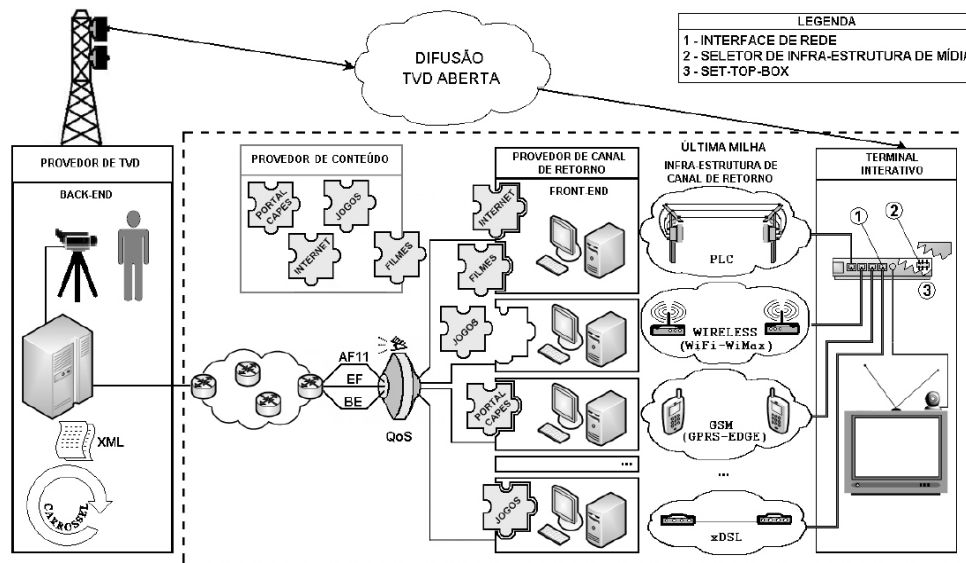 LEGENDA
1 - INTERFACE DE REDE
2 - SELETOR DE INFRA-ESTRUTURA DE MÍDIA
3 - SET-TOP-BOX
DIFUSÃO
TVD ABERTA
PROVEDOR DE TVD
BACK-END
XML
CARROSSEL
PROVEDOR DE CONTEÚDO
PORTAL
CAPES
JOGOS
INTERNET
FILMES
AF11
EF
BE
QoS
PROVEDOR DE CANAL
DE RETORNO
FRONT-END
INTERNET
FILMES
JOGOS
PORTAL
CAPES
...
JOGOS
ÚLTIMA MILHA
INFRA-ESTRUTURA DE
CANAL DE RETORNO
PLC
WIRELESS
(WiFi-WiMax)
GSM
(GPRS-EDGE)
...
xDSL
TERMINAL
INTERATIVO
1
2
3